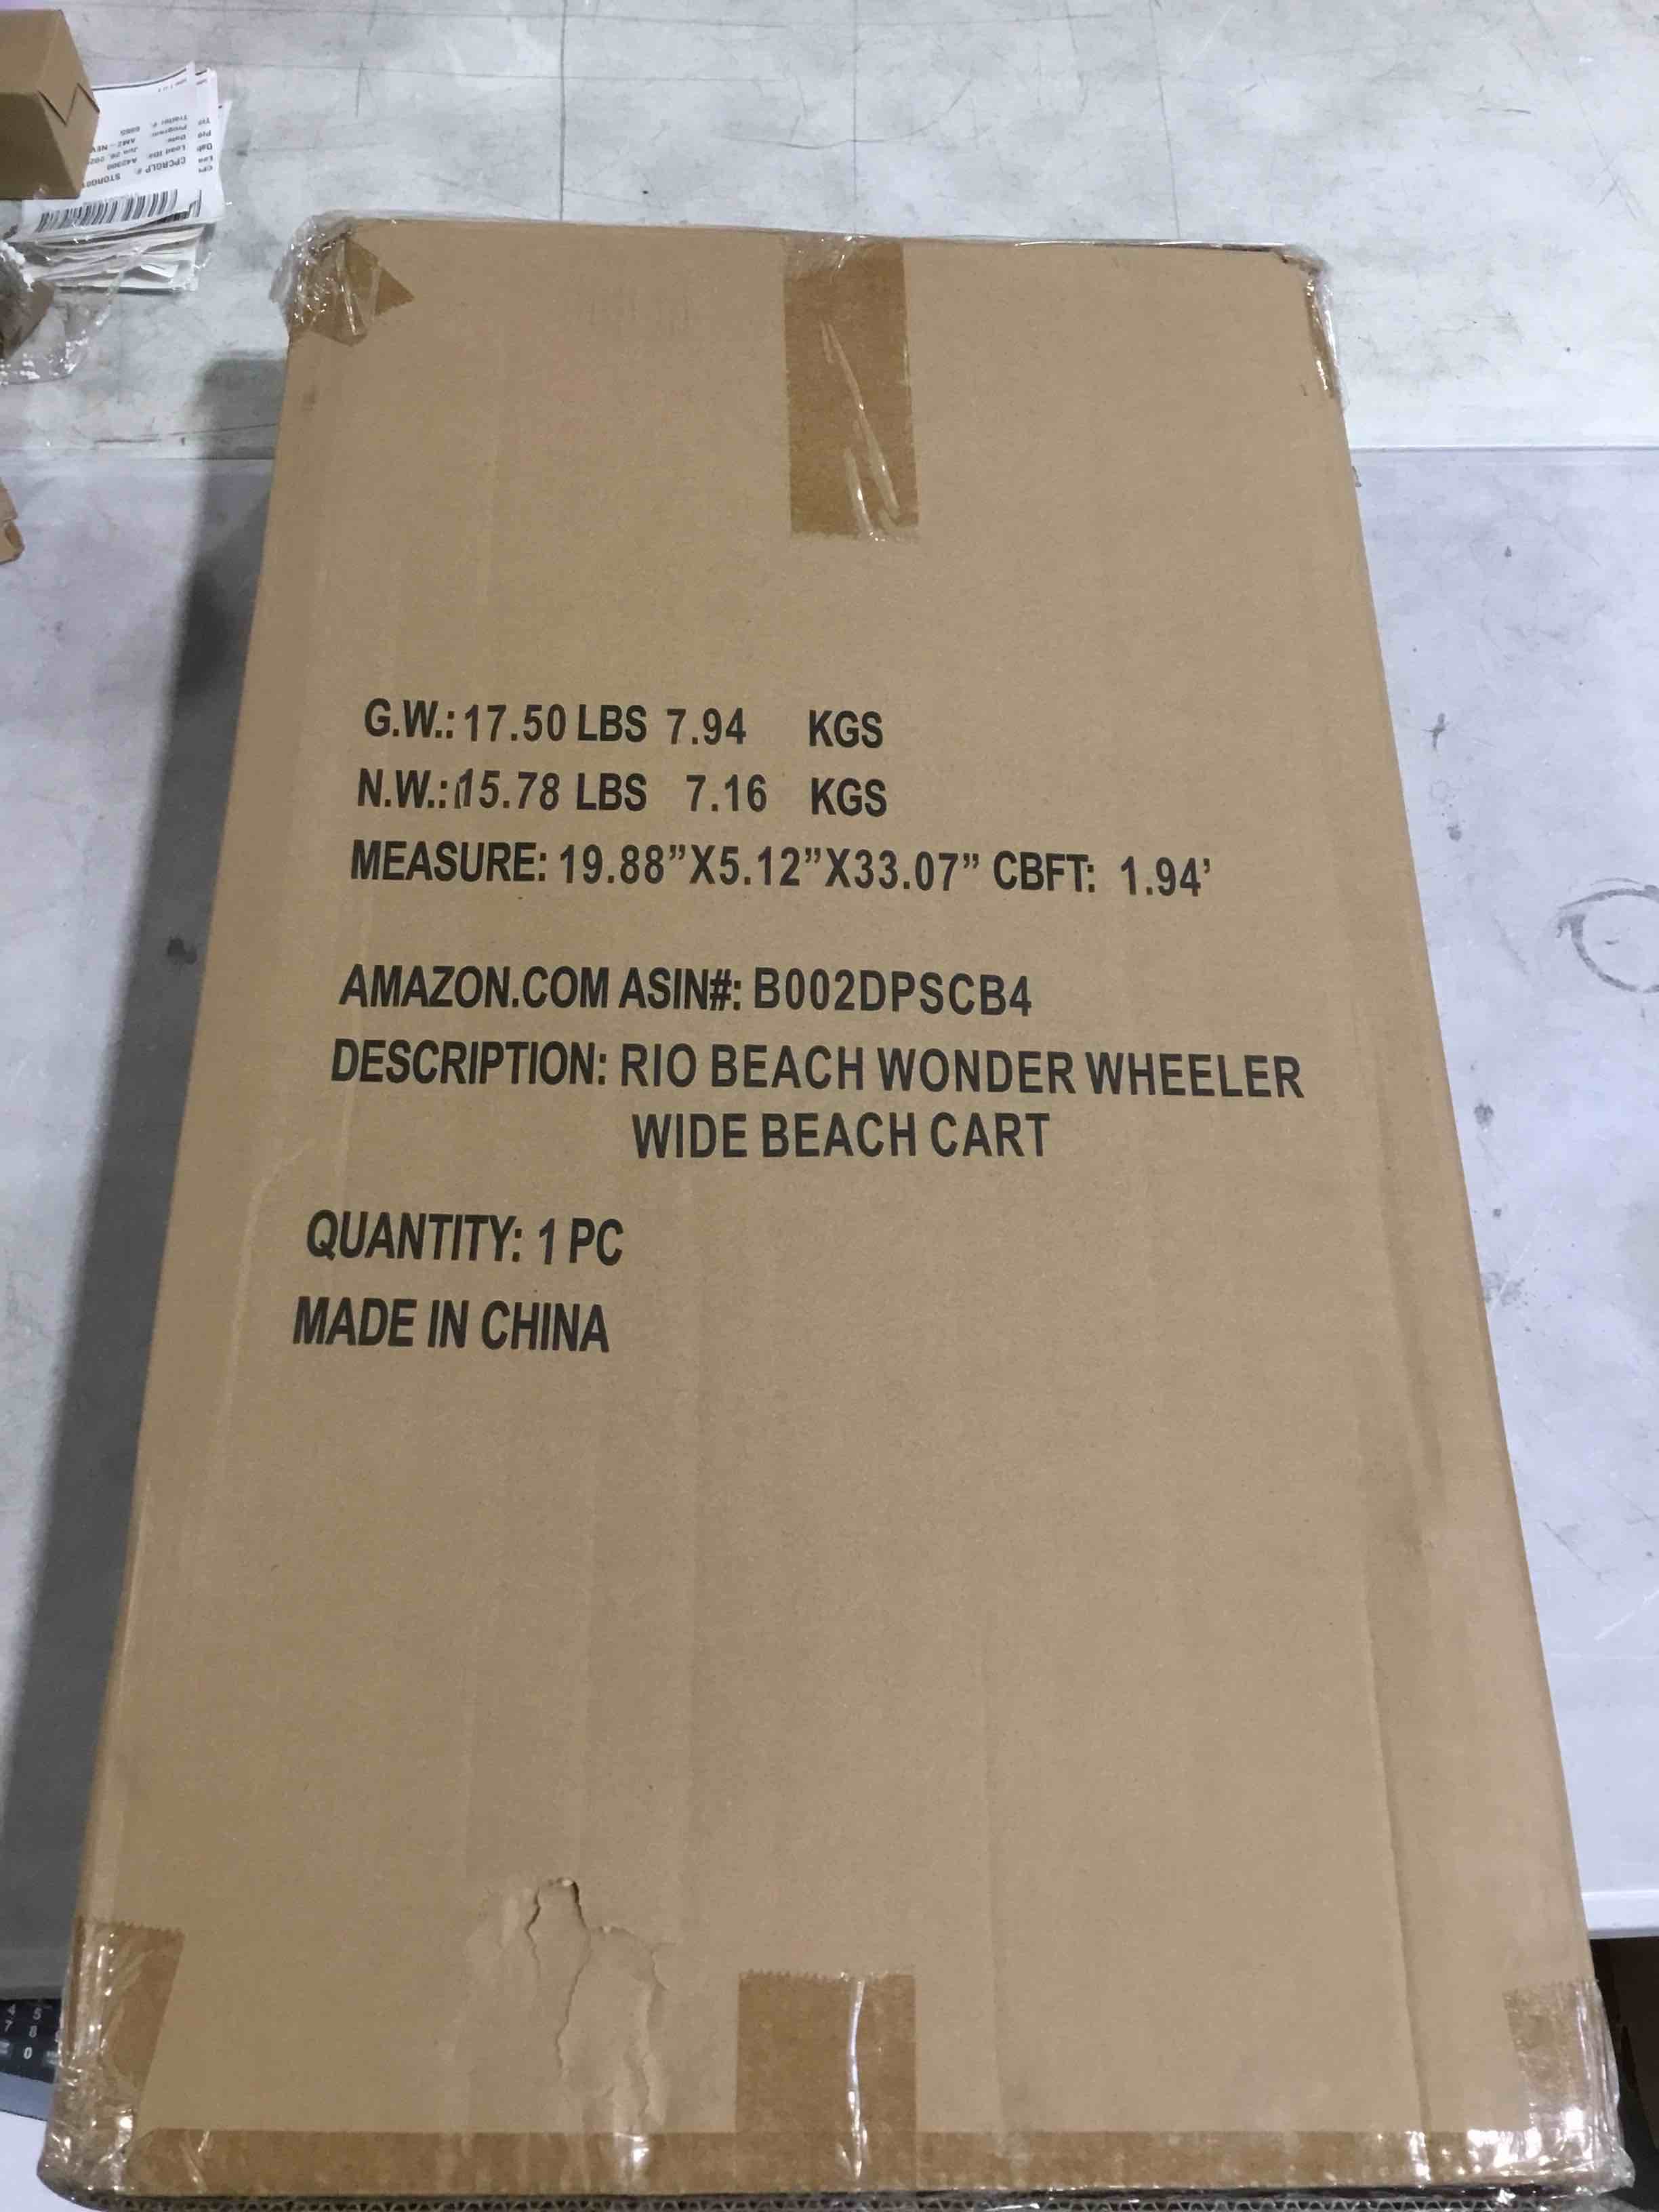 G.W.: 17.50 LBS 7.94 KGS
N.W.: 15.78 LBS 7.16 KGS
MEASURE: 19.88”X5.12”X33.07” CBFT: 1.94’
AMAZON.COM ASIN#: B002DPSCB4
DESCRIPTION: RIO BEACH WONDER WHEELER
WIDE BEACH CART
QUANTITY: 1 PC
MADE IN CHINA